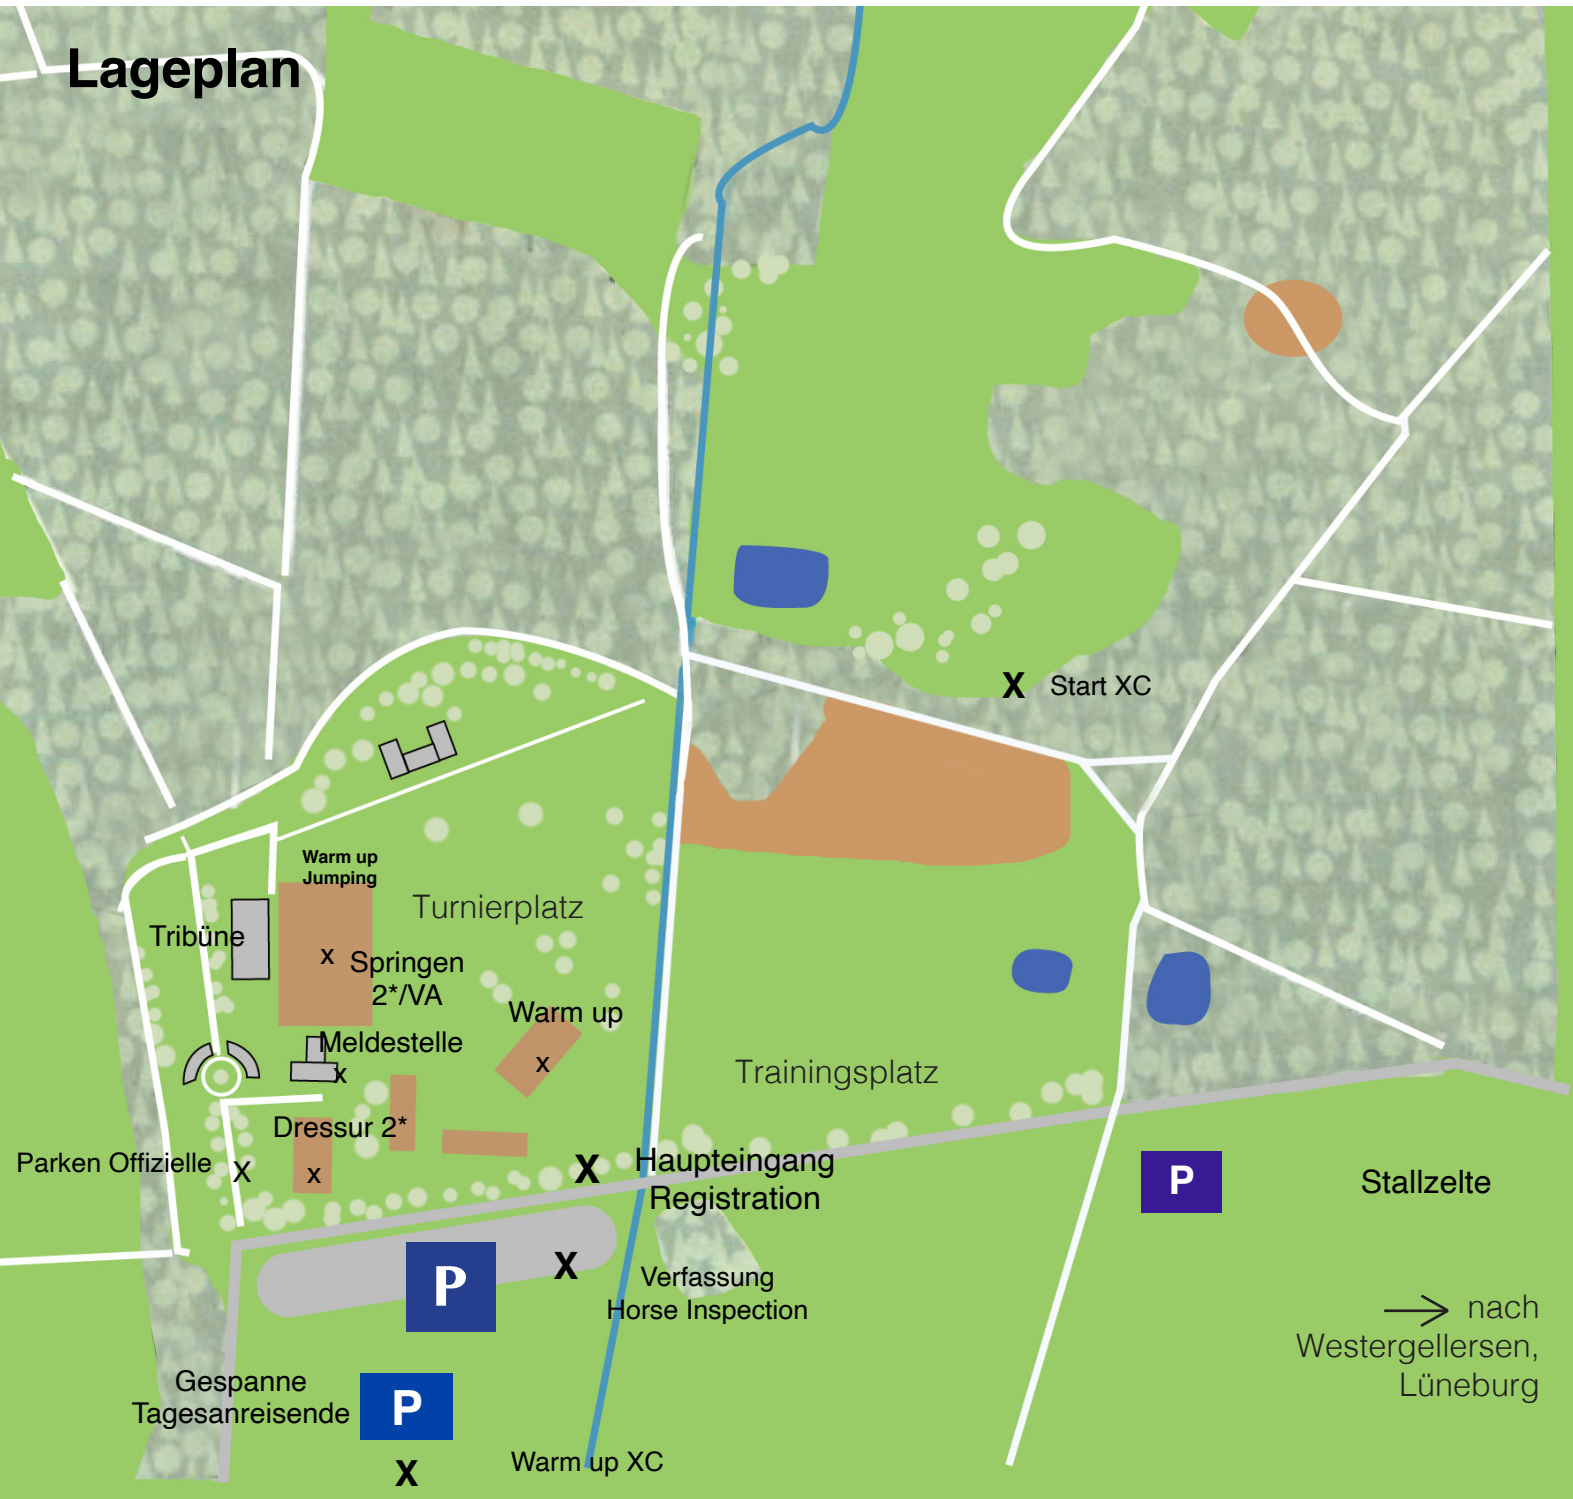 Lageplan
X Start XC
Warm up
Jumping
Turnierplatz
Tribüne
x
Springen
2*/VA
Warm up
x
Meldestelle
x
Trainingsplatz
Dressur 2*
x
Parken Offizielle X
X
Haupteingang
Registration
P
Stallzelte
P
X
Verfassung
Horse Inspection
nach
Westergellersen,
Lüneburg
Gespanne
Tagesanreisende
P
X
Warm up XC